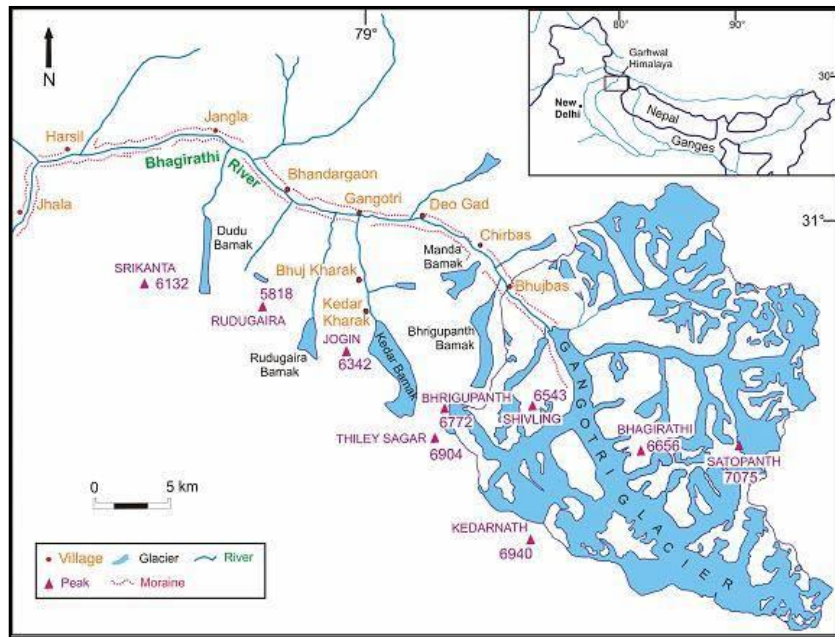 79°
N
80°
90°
Garhwal
Himalaya
30°
New
Delhi
Nepal
Ganges
Jangla
Harsil
Bhagirathi
River
Bhandargaon
Jhala
Gangotri
Deo Gad
31°
Dudu
Bamak
Chirbas
Manda
Bamak
SRIKANTA
6132
Bhuj Kharak
Bhujbas
5818
RUDUGAIRA
Kedar
Kharak
Bhrigupanth
Bamak
JOGIN
6342
Rudugaira
Bamak
Kedar Bamak
GANGOTRI GLACIER
BHRIGUPANTH
6772
6543
SHIVLING
THILEY SAGAR
6904
BHAGIRATHI
6656
SATOPANTH
7075
0 5 km
KEDARNATH
6940
Village Glacier River
Peak Moraine